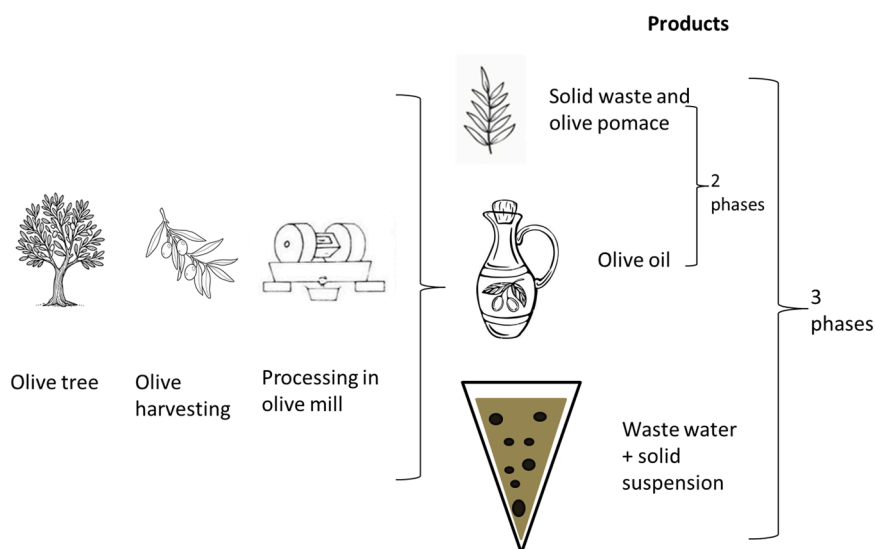 Products
Solid waste and
olive pomace
2
phases
Olive oil
3
phases
Olive tree
Olive
harvesting
Processing in
olive mill
Waste water
+ solid
suspension